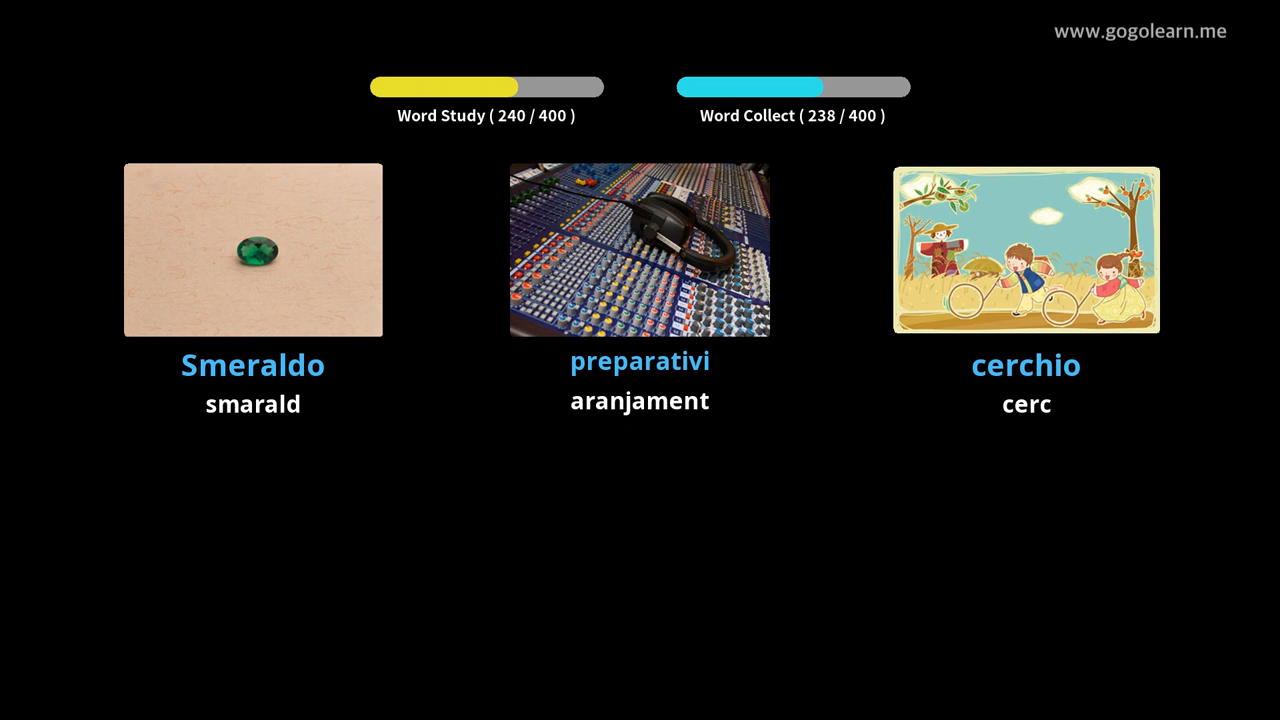 www.gogolearn.me
Word Study ( 240 / 400 )
Word Collect ( 238 / 400 )
Smeraldo
smarald
preparativi
aranjament
cerchio
cerc